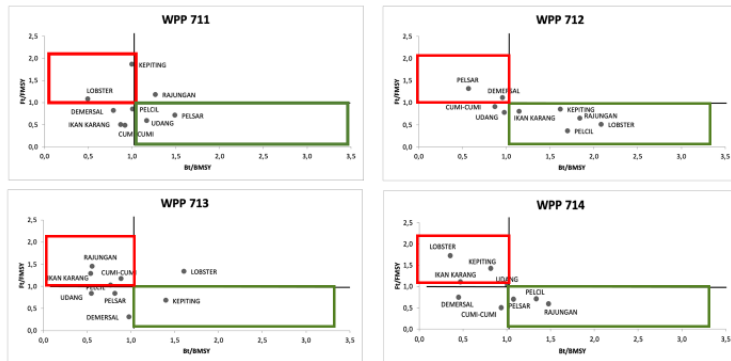 WPP 711
Ft/FMSY
2,5
2,0
1,5
1,0
0,5
0,0
KEPITING
LOBSTER
RAJUNGAN
DEMERSAL
PELCIL
PELSAR
IKAN KARANG
UDANG
CUMI-CUMI
0,0 0,5 1,0 1,5 2,0 2,5 3,0 3,5
Bt/BMSY
WPP 712
Ft/FMSY
2,5
2,0
1,5
1,0
0,5
0,0
PELSAR
DEMERSAL
CUMI-CUMI
KEPITING
UDANG
IKAN KARANG
RAJUNGAN
LOBSTER
PELCIL
0,0 0,5 1,0 1,5 2,0 2,5 3,0 3,5
Bt/BMSY
WPP 713
Ft/FMSY
2,5
2,0
1,5
1,0
0,5
0,0
RAJUNGAN
IKAN KARANG
CUMI-CUMI
LOBSTER
PELCIL
UDANG
PELSAR
KEPITING
DEMERSAL
0,0 0,5 1,0 1,5 2,0 2,5 3,0 3,5
Bt/BMSY
WPP 714
Ft/FMSY
2,5
2,0
1,5
1,0
0,5
0,0
LOBSTER
KEPITING
IKAN KARANG
UDANG
PELCIL
DEMERSAL
PELSAR
RAJUNGAN
CUMI-CUMI
0,0 0,5 1,0 1,5 2,0 2,5 3,0 3,5
Bt/BMSY